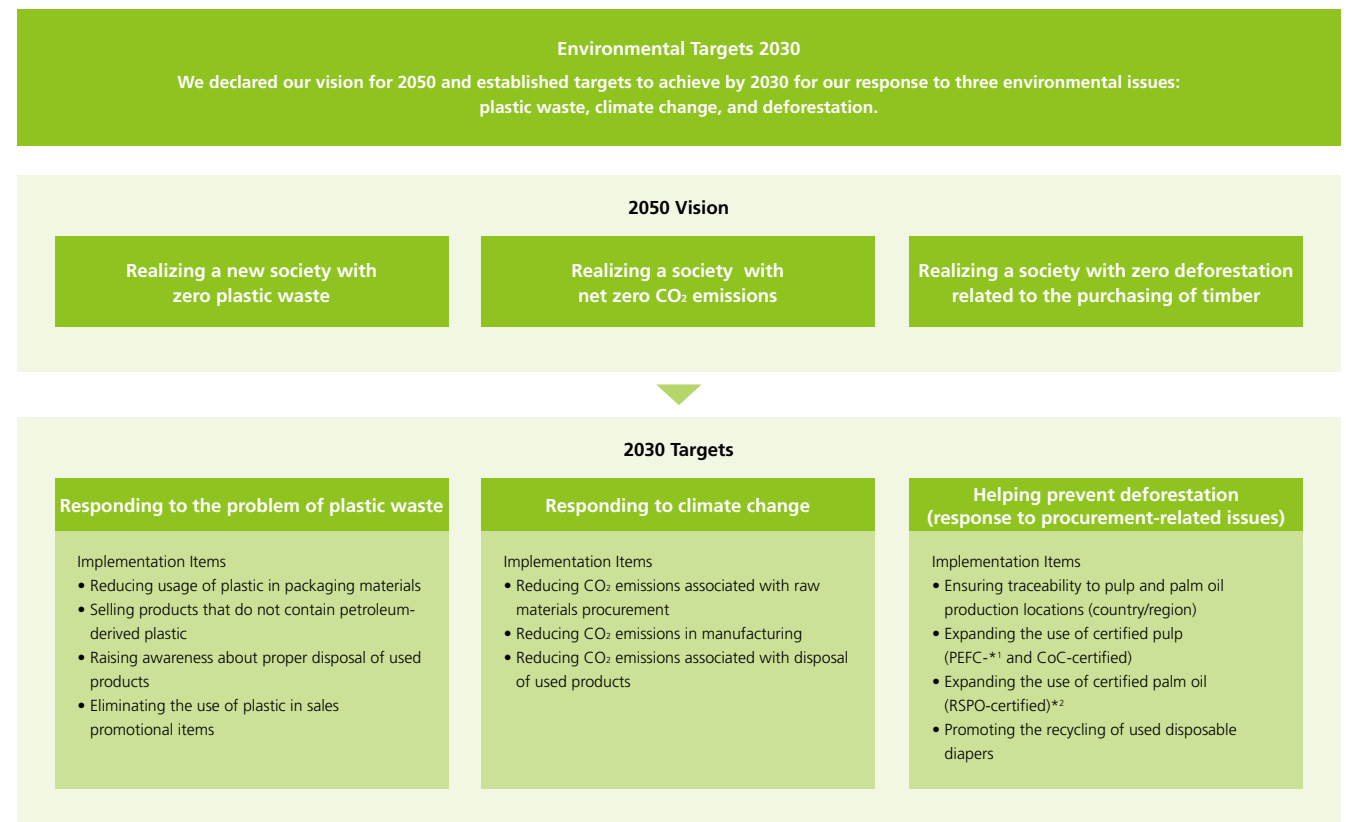 Environmental Targets 2030
We declared our vision for 2050 and established targets to achieve by 2030 for our response to three environmental issues:
plastic waste, climate change, and deforestation.
2050 Vision
Realizing a new society with
zero plastic waste
Realizing a society with
net zero CO₂ emissions
Realizing a society with zero deforestation
related to the purchasing of timber
2030 Targets
Responding to the problem of plastic waste
Implementation Items
• Reducing usage of plastic in packaging materials
• Selling products that do not contain petroleum-
derived plastic
• Raising awareness about proper disposal of used
products
• Eliminating the use of plastic in sales
promotional items
Responding to climate change
Implementation Items
• Reducing CO₂ emissions associated with raw
materials procurement
• Reducing CO₂ emissions in manufacturing
• Reducing CO₂ emissions associated with disposal
of used products
Helping prevent deforestation
(response to procurement-related issues)
Implementation Items
• Ensuring traceability to pulp and palm oil
production locations (country/region)
• Expanding the use of certified pulp
(PEFC-*¹ and CoC-certified)
• Expanding the use of certified palm oil
(RSPO-certified)*²
• Promoting the recycling of used disposable
diapers